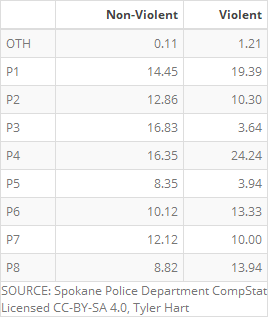 Non-Violent Violent
OTH 0.11 1.21
P1 14.45 19.39
P2 12.86 10.30
P3 16.83 3.64
P4 16.35 24.24
P5 8.35 3.94
P6 10.12 13.33
P7 12.12 10.00
P8 8.82 13.94
SOURCE: Spokane Police Department CompStat
Licensed CC-BY-SA 4.0, Tyler Hart